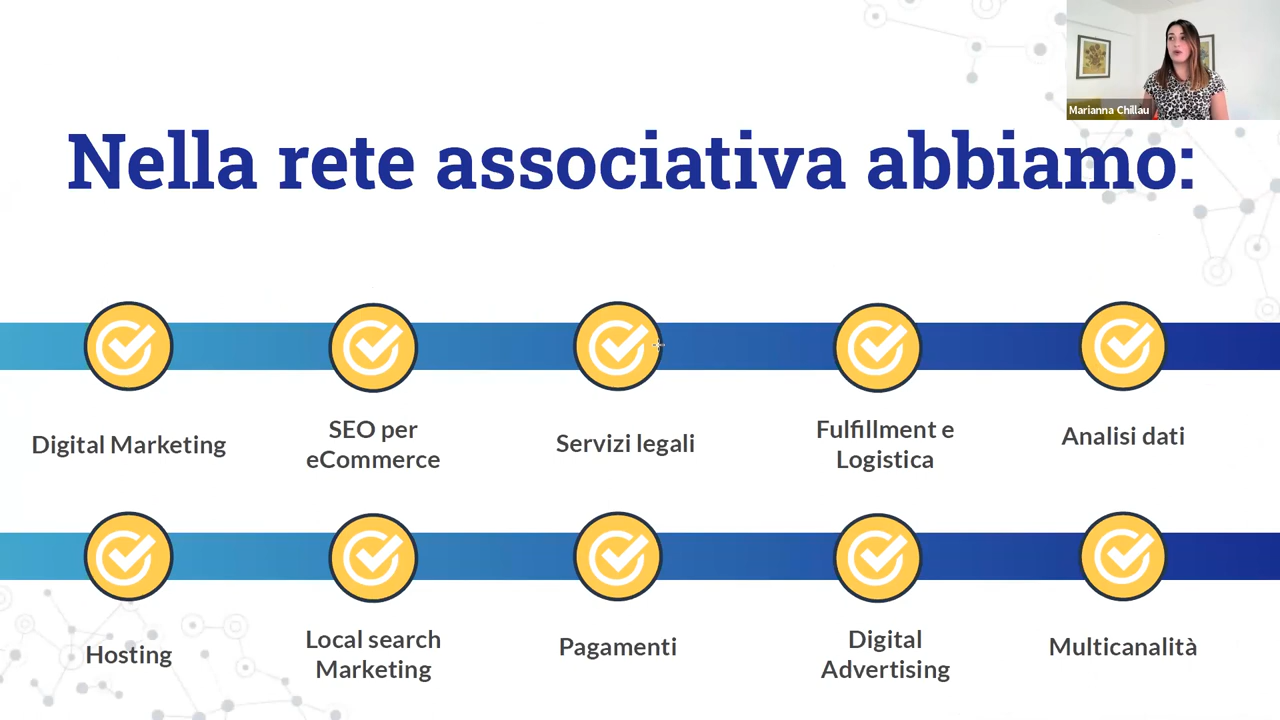 Marianna Chillau
Nella rete associativa abbiamo:
Digital Marketing
SEO per
eCommerce
Servizi legali
Fulfillment e
Logistica
Analisi dati
Hosting
Local search
Marketing
Pagamenti
Digital
Advertising
Multicanalità